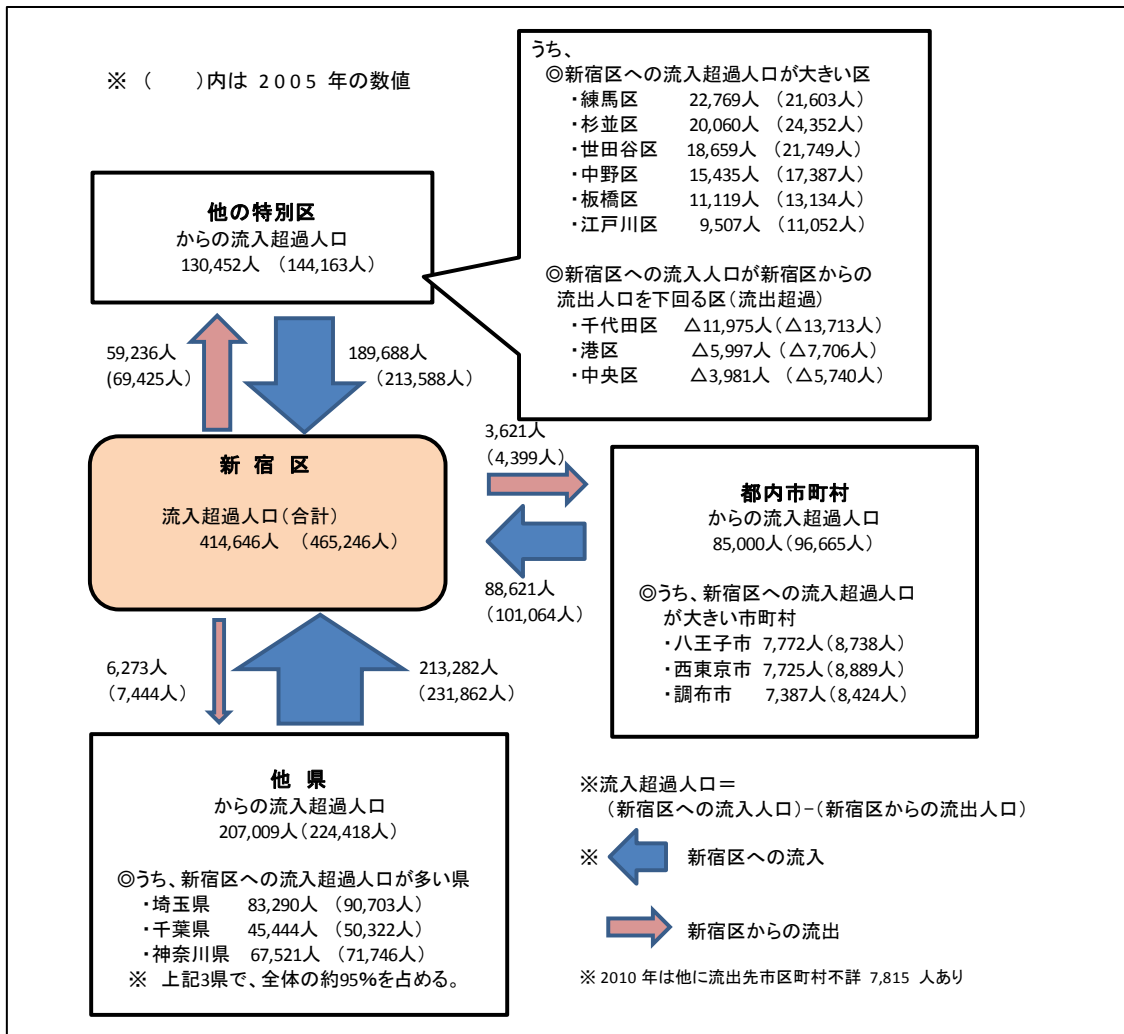 ※ (　　)内は 2005 年の数値
うち、
◎新宿区への流入超過人口が大きい区
・練馬区 22,769人 (21,603人)
・杉並区 20,060人 (24,352人)
・世田谷区 18,659人 (21,749人)
・中野区 15,435人 (17,387人)
・板橋区 11,119人 (13,134人)
・江戸川区 9,507人 (11,052人)
◎新宿区への流入人口が新宿区からの
流出人口を下回る区(流出超過)
・千代田区 △11,975人(△13,713人)
・港区 △5,997人 (△7,706人)
・中央区 △3,981人 (△5,740人)
他の特別区
からの流入超過人口
130,452人 (144,163人)
59,236人
(69,425人)
189,688人
(213,588人)
新 宿 区
流入超過人口(合計)
414,646人 (465,246人)
3,621人
(4,399人)
88,621人
(101,064人)
都内市町村
からの流入超過人口
85,000人(96,665人)
◎うち、新宿区への流入超過人口
が大きい市町村
・八王子市 7,772人(8,738人)
・西東京市 7,725人(8,889人)
・調布市 7,387人(8,424人)
6,273人
(7,444人)
213,282人
(231,862人)
他 県
からの流入超過人口
207,009人(224,418人)
◎うち、新宿区への流入超過人口が多い県
・埼玉県 83,290人 (90,703人)
・千葉県 45,444人 (50,322人)
・神奈川県 67,521人 (71,746人)
※ 上記3県で、全体の約95%を占める。
※流入超過人口＝
(新宿区への流入人口)−(新宿区からの流出人口)
※ 新宿区への流入
新宿区からの流出
※ 2010 年は他に流出先市区町村不詳 7,815 人あり